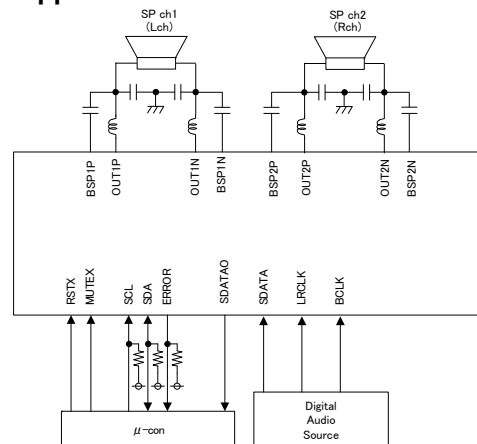 SP ch1
(Lch)
SP ch2
(Rch)
BSP1P
OUT1P
OUT1N
BSP1N
BSP2P
OUT2P
OUT2N
BSP2N
RSTX
MUTEX
SCL
SDA
ERROR
SDATAO
SDATA
LRCLK
BCLK
μ-con
Digital
Audio
Source